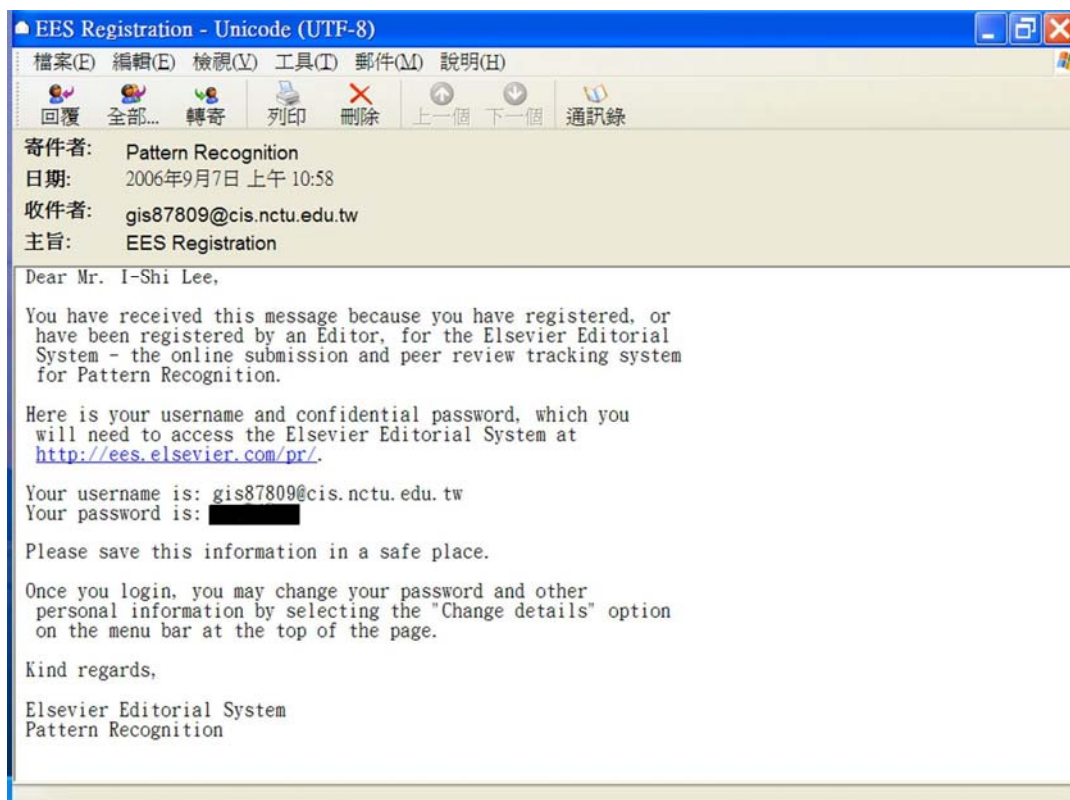 EES Registration - Unicode (UTF-8)
檔案(F) 編輯(E) 檢視(V) 工具(T) 郵件(M) 說明(H)
回覆 全部... 轉寄 列印 刪除 上一個 下一個 通訊錄
寄件者: Pattern Recognition
日期: 2006年9月7日 上午 10:58
收件者: gis87809@cis.nctu.edu.tw
主旨: EES Registration
Dear Mr. I-Shi Lee,
You have received this message because you have registered, or
have been registered by an Editor, for the Elsevier Editorial
System - the online submission and peer review tracking system
for Pattern Recognition.
Here is your username and confidential password, which you
will need to access the Elsevier Editorial System at
http://ees.elsevier.com/pr/.
Your username is: gis87809@cis.nctu.edu.tw
Your password is:
Please save this information in a safe place.
Once you login, you may change your password and other
personal information by selecting the "Change details" option
on the menu bar at the top of the page.
Kind regards,
Elsevier Editorial System
Pattern Recognition